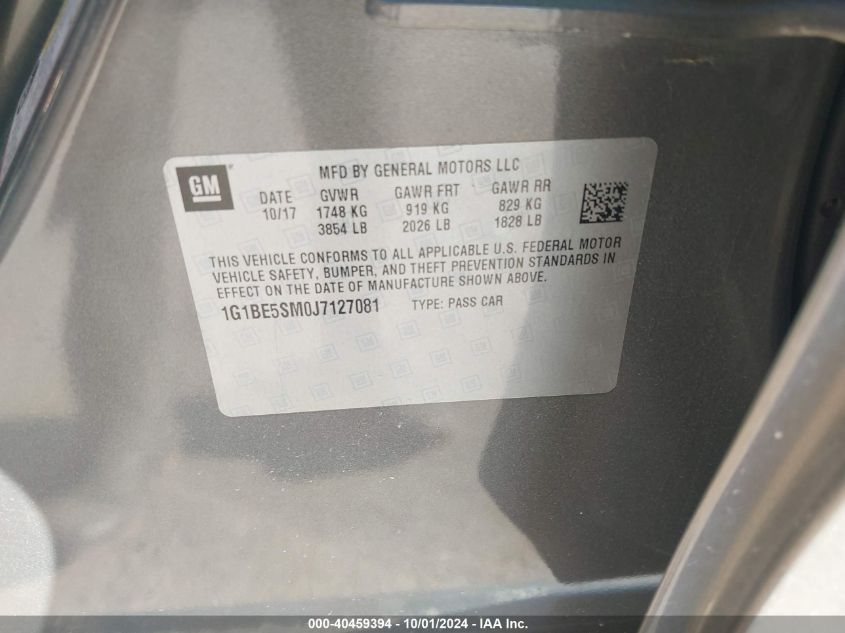 GM
MFD BY GENERAL MOTORS LLC
DATE GVWR GAWR FRT GAWR RR
10/17 1748 KG 919 KG 829 KG
3854 LB 2026 LB 1828 LB
THIS VEHICLE CONFORMS TO ALL APPLICABLE U.S. FEDERAL MOTOR
VEHICLE SAFETY, BUMPER, AND THEFT PREVENTION STANDARDS IN
EFFECT ON THE DATE OF MANUFACTURE SHOWN ABOVE.
1G1BE5SM0J7127081 TYPE: PASS CAR
000-40459394 - 10/01/2024 - IAA Inc.